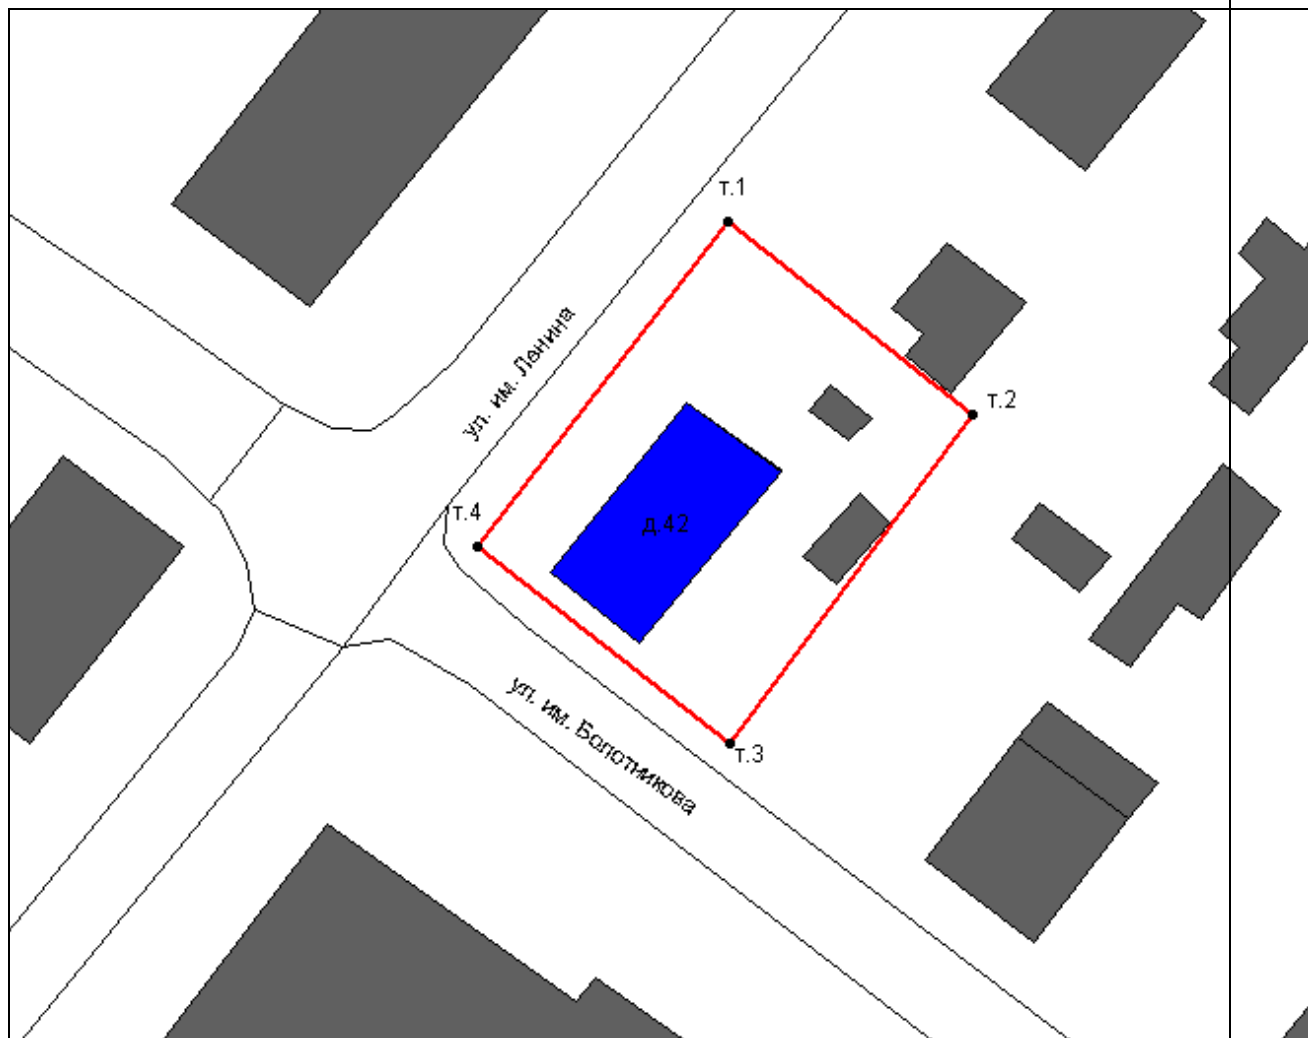 т.1
ул. им. Ленина
т.2
т.4
д.42
ул. им. Болотникова
т.3